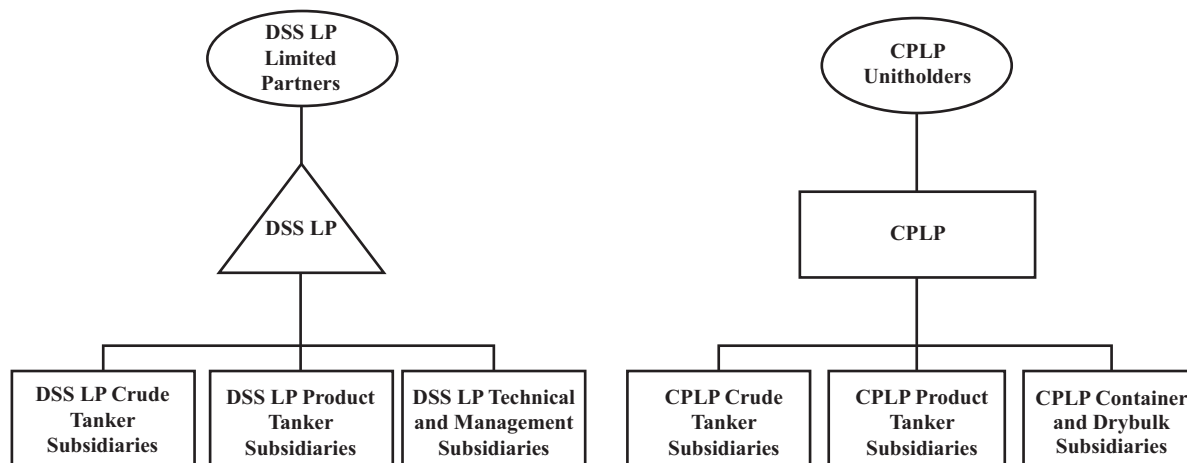 DSS LP
Limited
Partners
CPLP
Unitholders
DSS LP
CPLP
DSS LP Crude
Tanker
Subsidiaries
DSS LP Product
Tanker
Subsidiaries
DSS LP Technical
and Management
Subsidiaries
CPLP Crude
Tanker
Subsidiaries
CPLP Product
Tanker
Subsidiaries
CPLP Container
and Drybulk
Subsidiaries